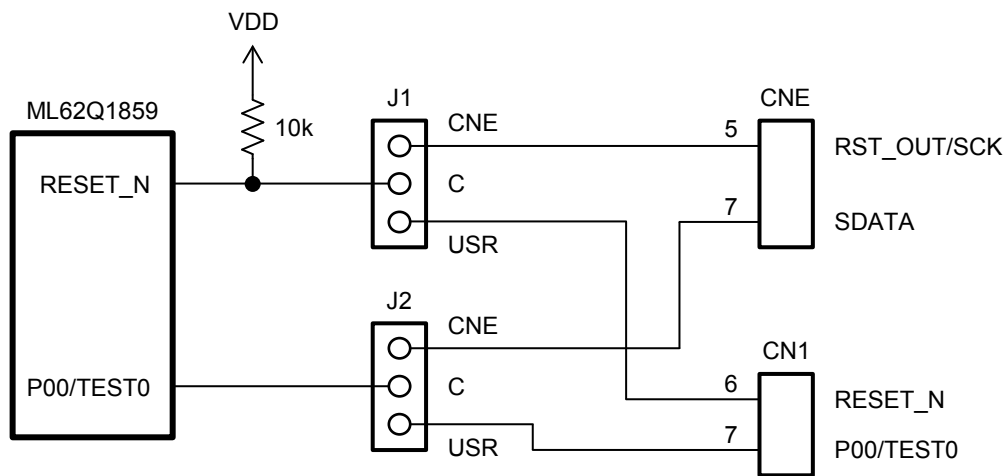 VDD
ML62Q1859
10k
RESET_N
P00/TEST0
J1
CNE
C
USR
J2
CNE
C
USR
CNE
5
RST_OUT/SCK
7
SDATA
CN1
6
RESET_N
7
P00/TEST0